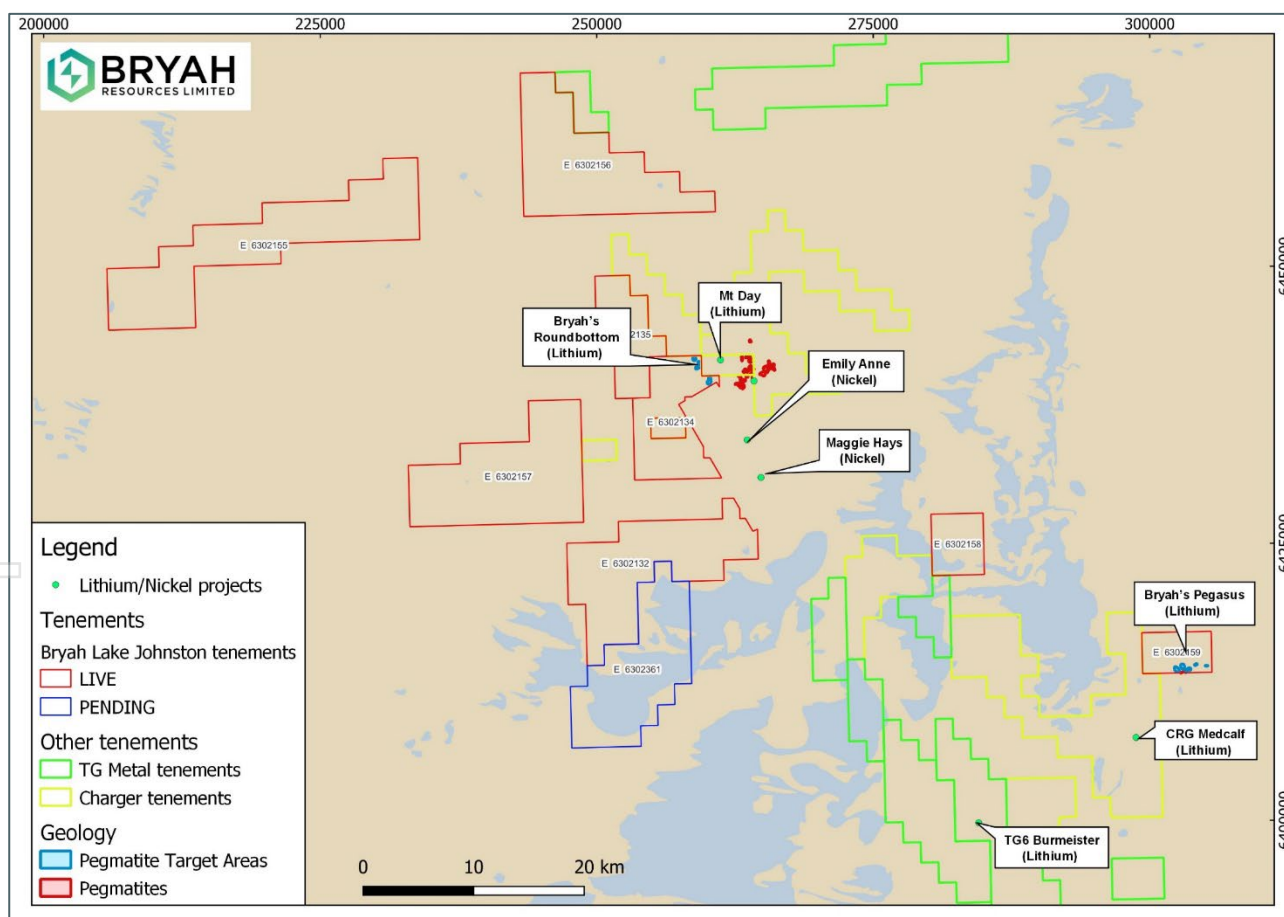 200000
225000
250000
275000
300000
BRYAH
RESOURCES LIMITED
E 6302156
E 6302155
6450000
Mt Day
(Lithium)
Bryah's
Roundbottom
(Lithium)
2135
Emily Anne
(Nickel)
E 6302134
Maggie Hays
(Nickel)
E 6302157
Legend
Lithium/Nickel projects
Tenements
Bryah Lake Johnston tenements
LIVE
PENDING
Other tenements
TG Metal tenements
Charger tenements
Geology
Pegmatite Target Areas
Pegmatites
E 6302132
E 6302158
6425000
Bryah's Pegasus
(Lithium)
E 6302159
E 6302361
CRG Medcalf
(Lithium)
TG6 Burmeister
(Lithium)
6400000
0
10
20 km